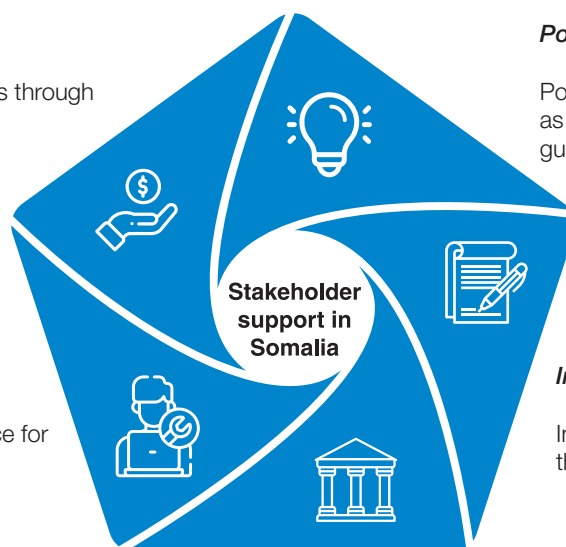 Po
s through
Po
as
gu
$
Stakeholder
support in
Somalia
In
ce for
In
th